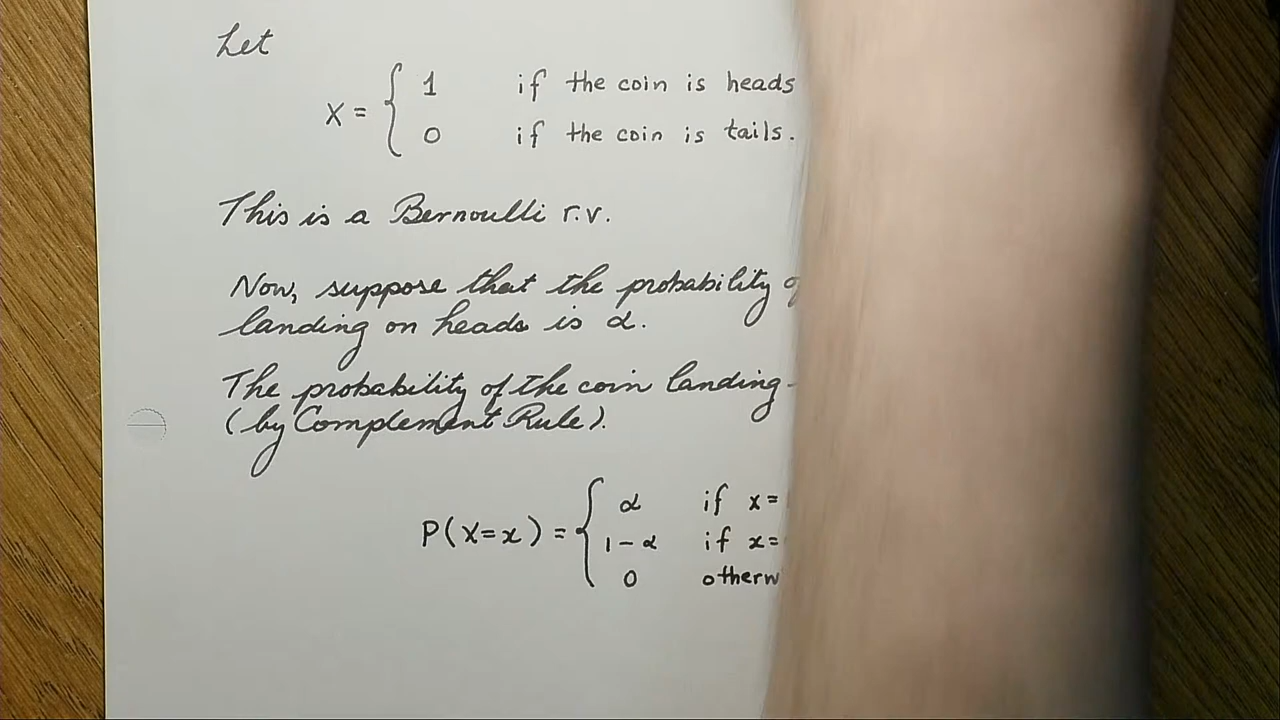 Let
X = { 1 if the coin is heads
0 if the coin is tails.
This is a Bernoulli r.v.
Now, suppose that the probability
landing on heads is α.
The probability of the coin landing
(by Complement Rule).
P(X=x) = { α if x=
1-α if x=
0